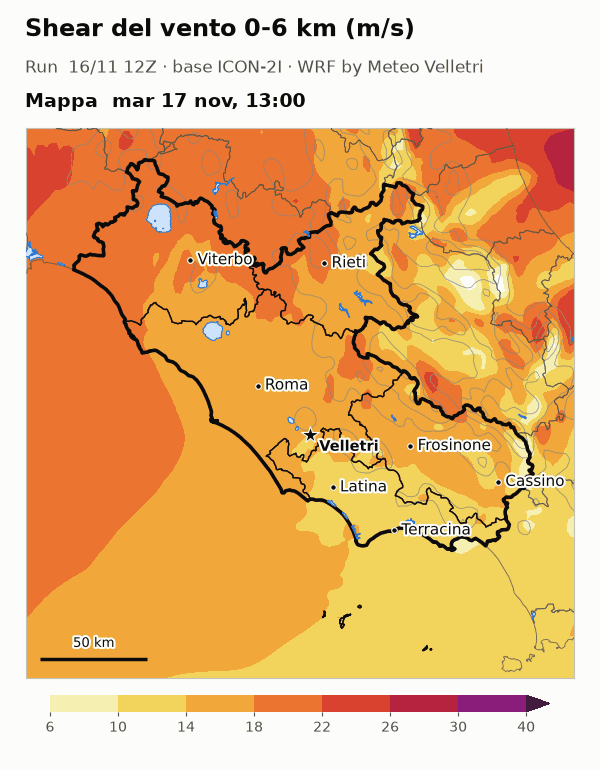 Shear del vento 0-6 km (m/s)
Run  16/11 12Z · base ICON-2I · WRF by Meteo Velletri
Mappa  mar 17 nov, 13:00
Viterbo
Rieti
Roma
Velletri
Frosinone
Latina
Cassino
Terracina
50 km
6 10 14 18 22 26 30 40